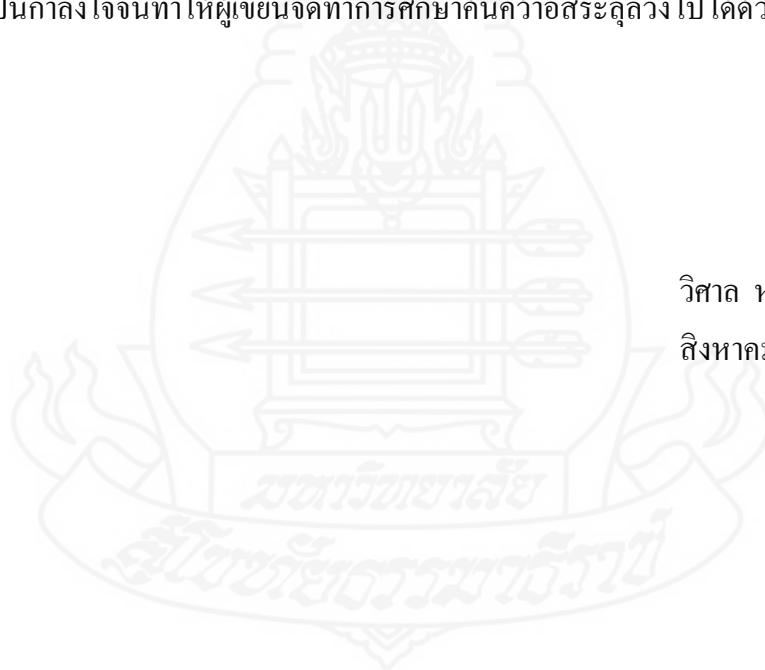 เป็นกำลังใจจนทำให้ผู้เขียนจัดทำการศึกษาค้นคว้าอิสระลุล่วงไปได้
วิศาล
สิงหาคม
มหาวิทยาลัย
สุโขทัยธรรมาธิราช